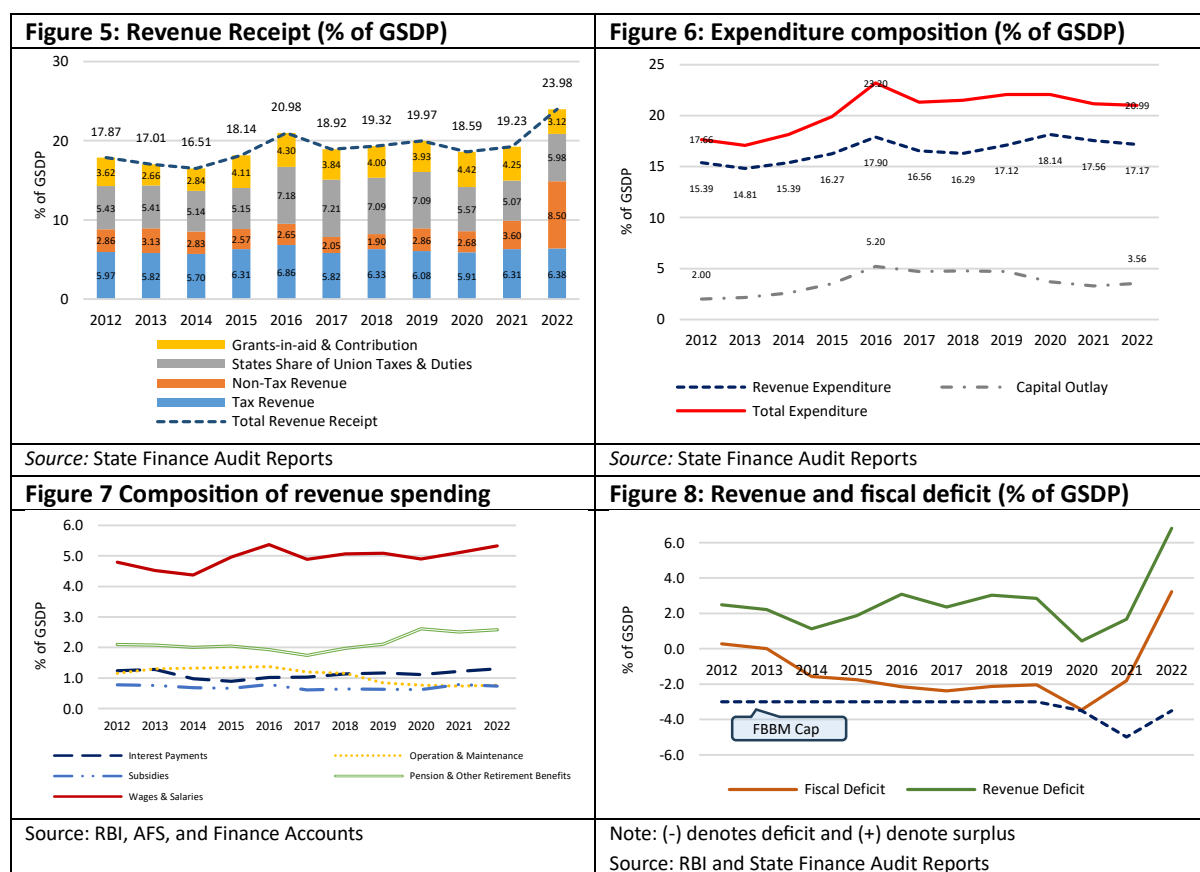 Figure 5: Revenue Receipt (% of GSDP)
30
20
10
0
% of GSDP
17.87
17.01
16.51
18.14
20.98
18.92
19.32
19.97
18.59
19.23
23.98
3.62
2.66
2.84
4.11
4.30
3.84
4.00
3.93
4.42
4.25
3.12
5.43
5.41
5.14
5.15
7.18
7.21
7.09
7.09
5.57
5.07
5.98
2.86
3.13
2.83
2.57
2.65
2.05
1.90
2.86
2.68
3.60
8.50
5.97
5.82
5.70
6.31
6.86
5.82
6.33
6.08
5.91
6.31
6.38
2012 2013 2014 2015 2016 2017 2018 2019 2020 2021 2022
Grants-in-aid & Contribution
States Share of Union Taxes & Duties
Non-Tax Revenue
Tax Revenue
Total Revenue Receipt
Source: State Finance Audit Reports
Figure 6: Expenditure composition (% of GSDP)
25
20
15
10
5
0
% of GSDP
17.66
23.20
20.99
15.39
14.81
15.39
16.27
17.90
16.56
16.29
17.12
18.14
17.56
17.17
2.00
5.20
3.56
2012 2013 2014 2015 2016 2017 2018 2019 2020 2021 2022
Revenue Expenditure
Capital Outlay
Total Expenditure
Source: State Finance Audit Reports
Figure 7 Composition of revenue spending
6.0
5.0
4.0
3.0
2.0
1.0
0.0
% of GSDP
2012 2013 2014 2015 2016 2017 2018 2019 2020 2021 2022
Interest Payments
Operation & Maintenance
Subsidies
Pension & Other Retirement Benefits
Wages & Salaries
Source: RBI, AFS, and Finance Accounts
Figure 8: Revenue and fiscal deficit (% of GSDP)
6.0
4.0
2.0
0.0
-2.0
-4.0
-6.0
% of GSDP
2012 2013 2014 2015 2016 2017 2018 2019 2020 2021 2022
FBBM Cap
Fiscal Deficit
Revenue Deficit
Note: (-) denotes deficit and (+) denote surplus
Source: RBI and State Finance Audit Reports